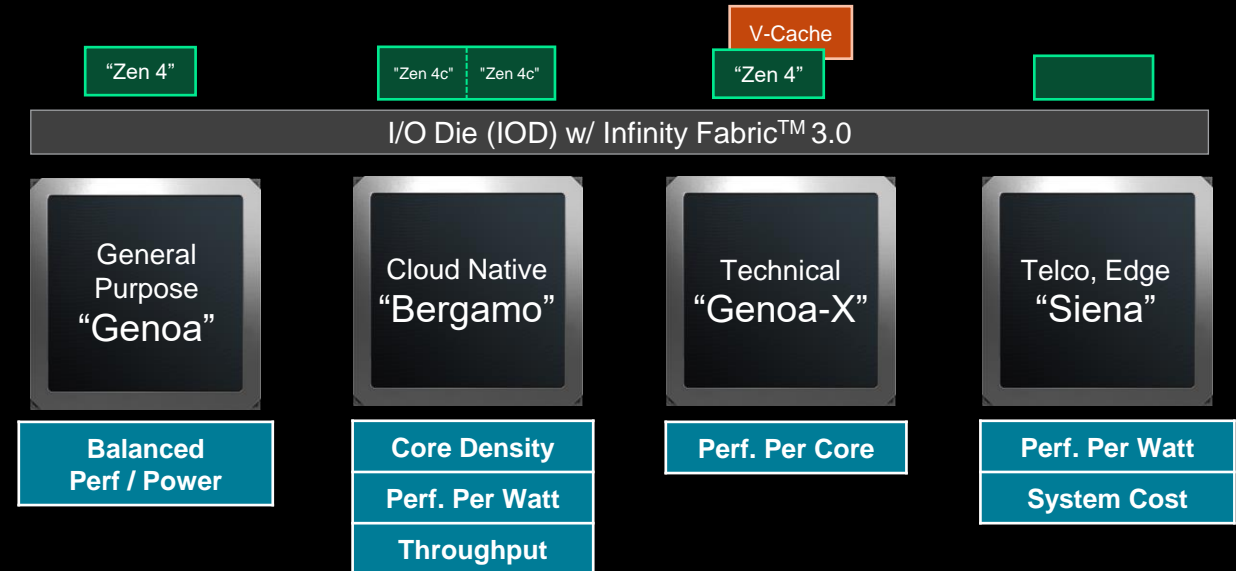 V-Cache
“Zen 4”
"Zen 4c" "Zen 4c"
“Zen 4”
I/O Die (IOD) w/ Infinity Fabric™ 3.0
General
Purpose
“Genoa”
Cloud Native
“Bergamo”
Technical
“Genoa-X”
Telco, Edge
“Siena”
Balanced
Perf / Power
Core Density
Perf. Per Watt
Throughput
Perf. Per Core
Perf. Per Watt
System Cost